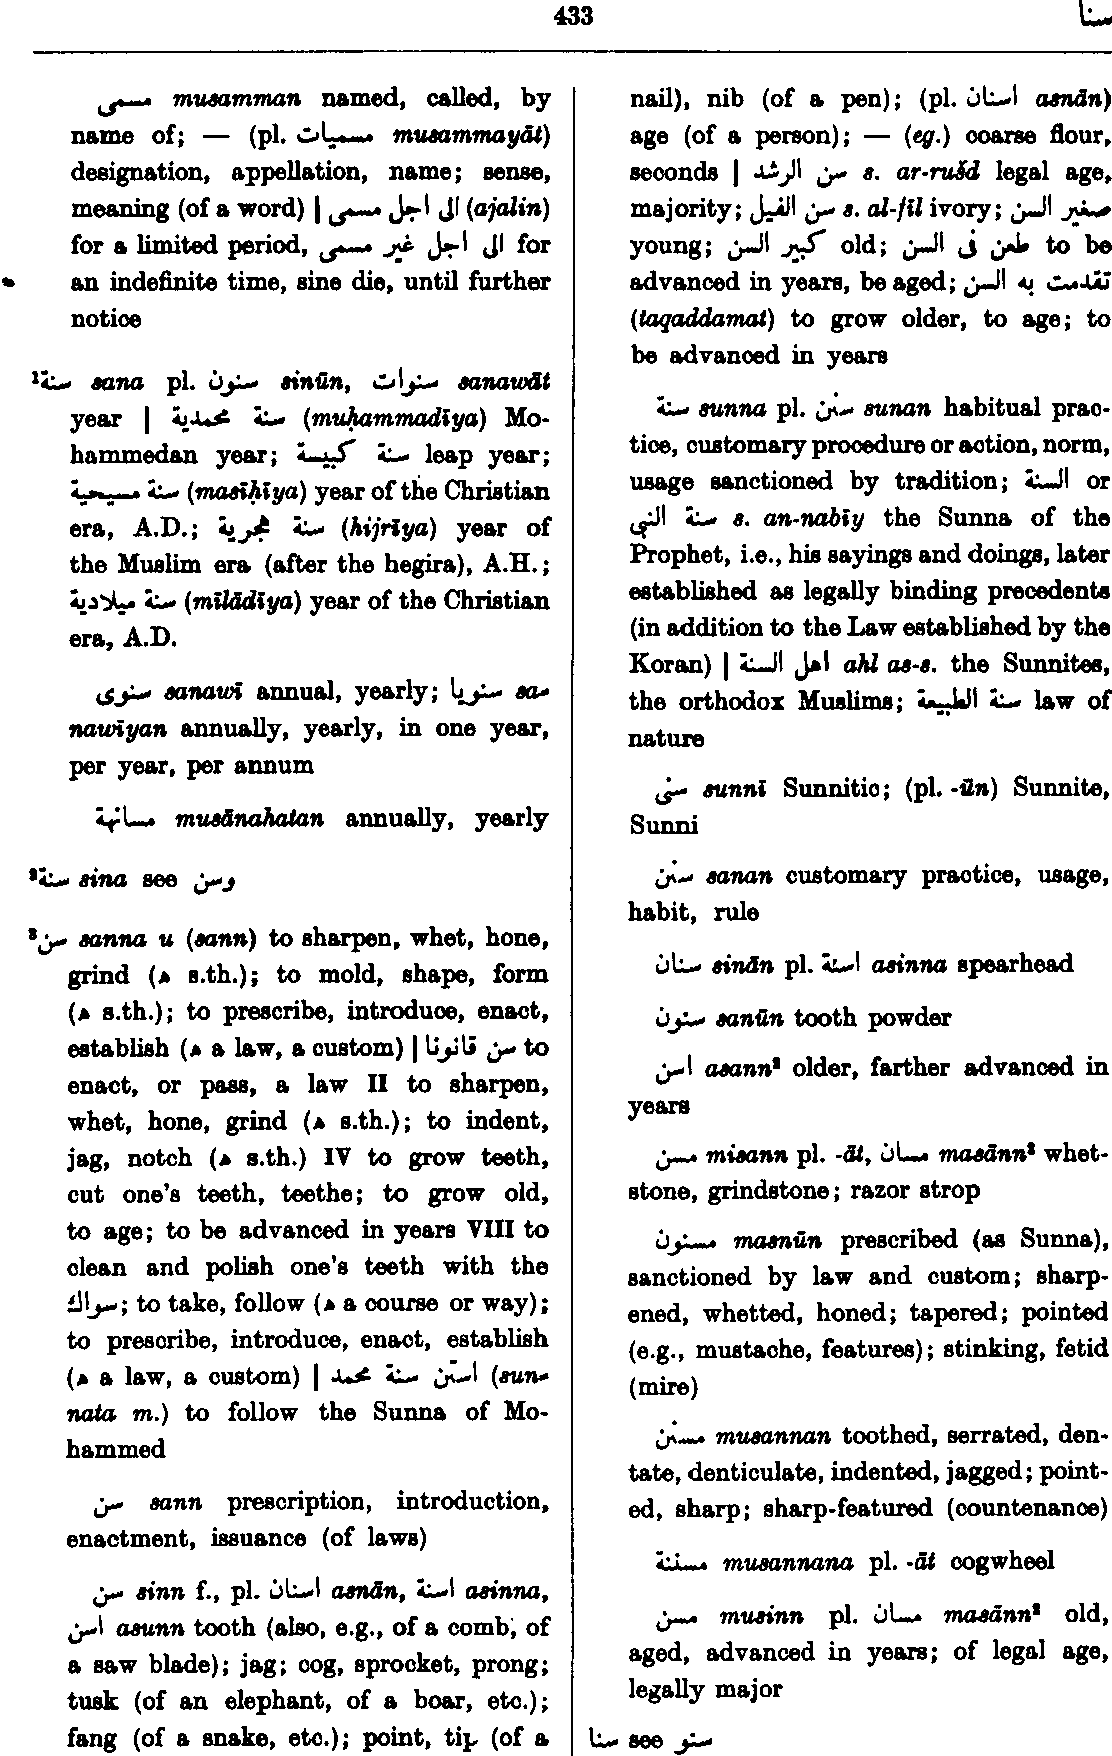 433
سنا
مسمى musamman named, called, by
name of; — (pl. مسميات musammayāt)
designation, appellation, name; sense,
meaning (of a word) | الى اجل مسمى (ajalin)
for a limited period, الى اجل غير مسمى for
an indefinite time, sine die, until further
notice
¹سنة sana pl. سنون sinūn, سنوات sanawāt
year | سنة محمدية (muḥammadīya) Mo-
hammedan year; سنة كبيسة leap year;
سنة مسيحية (masīḥīya) year of the Christian
era, A.D.; سنة هجرية (hijrīya) year of
the Muslim era (after the hegira), A.H.;
سنة ميلادية (mīlādīya) year of the Christian
era, A.D.
سنوى sanawī annual, yearly; سنويا sa-
nawīyan annually, yearly, in one year,
per year, per annum
مسانهة musānahatan annually, yearly
²سنة sina see وسن
³سن sanna u (sann) to sharpen, whet, hone,
grind (ه s.th.); to mold, shape, form
(ه s.th.); to prescribe, introduce, enact,
establish (ه a law, a custom) | سن قانونا to
enact, or pass, a law II to sharpen,
whet, hone, grind (ه s.th.); to indent,
jag, notch (ه s.th.) IV to grow teeth,
cut one's teeth, teethe; to grow old,
to age; to be advanced in years VIII to
clean and polish one's teeth with the
سواك; to take, follow (ه a course or way);
to prescribe, introduce, enact, establish
(ه a law, a custom) | استن سنة محمد (sun-
nata m.) to follow the Sunna of Mo-
hammed
سن sann prescription, introduction,
enactment, issuance (of laws)
سن sinn f., pl. اسنان asnān, اسنة asinna,
اسن asunn tooth (also, e.g., of a comb, of
a saw blade); jag; cog, sprocket, prong;
tusk (of an elephant, of a boar, etc.);
fang (of a snake, etc.); point, tip (of a
nail), nib (of a pen); (pl. اسنان asnān)
age (of a person); — (eg.) coarse flour,
seconds | سن الرشد s. ar-rušd legal age,
majority; سن الفيل s. al-fīl ivory; صغير السن
young; كبير السن old; طعن فى السن to be
advanced in years, be aged; تقدمت به السن
(taqaddamat) to grow older, to age; to
be advanced in years
سنة sunna pl. سنن sunan habitual prac-
tice, customary procedure or action, norm,
usage sanctioned by tradition; السنة or
سنة النبى s. an-nabīy the Sunna of the
Prophet, i.e., his sayings and doings, later
established as legally binding precedents
(in addition to the Law established by the
Koran) | اهل السنة ahl as-s. the Sunnites,
the orthodox Muslims; سنة الطبيعة law of
nature
سنى sunnī Sunnitic; (pl. -ūn) Sunnite,
Sunni
سنن sanan customary practice, usage,
habit, rule
سنان sinān pl. اسنة asinna spearhead
سنون sanūn tooth powder
اسن asann² older, farther advanced in
years
مسن misann pl. -āt, مسان masānn² whet-
stone, grindstone; razor strop
مسنون masnūn prescribed (as Sunna),
sanctioned by law and custom; sharp-
ened, whetted, honed; tapered; pointed
(e.g., mustache, features); stinking, fetid
(mire)
مسنن musannan toothed, serrated, den-
tate, denticulate, indented, jagged; point-
ed, sharp; sharp-featured (countenance)
مسننة musannana pl. -āt cogwheel
مسن musinn pl. مسان masānn² old,
aged, advanced in years; of legal age,
legally major
سنا see سنو